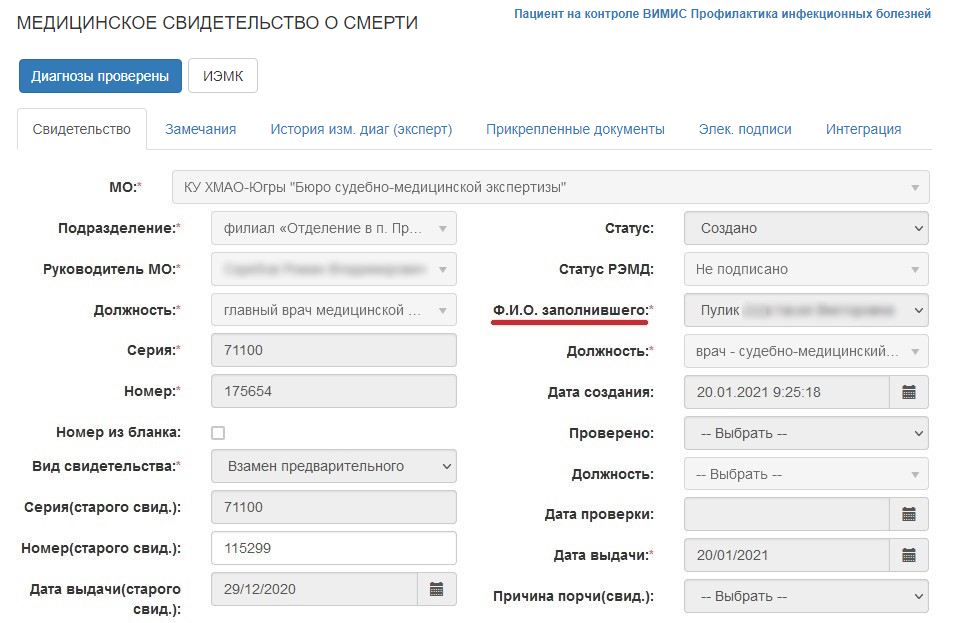 МЕДИЦИНСКОЕ СВИДЕТЕЛЬСТВО О СМЕРТИ
Пациент на контроле ВИМИС Профилактика инфекционных болезней
Диагнозы проверены ИЭМК
Свидетельство Замечания История изм. диаг (эксперт) Прикрепленные документы Элек. подписи Интеграция
МО:* КУ ХМАО-Югры "Бюро судебно-медицинской экспертизы"
Подразделение:* филиал «Отделение в п. Пр...
Руководитель МО:*
Должность:* главный врач медицинской ...
Серия:* 71100
Номер:* 175654
Номер из бланка:
Вид свидетельства:* Взамен предварительного
Серия(старого свид.): 71100
Номер(старого свид.): 115299
Дата выдачи(старого
свид.): 29/12/2020
Статус: Создано
Статус РЭМД: Не подписано
Ф.И.О. заполнившего:* Пулик
Должность:* врач - судебно-медицинский...
Дата создания: 20.01.2021 9:25:18
Проверено: -- Выбрать --
Должность: -- Выбрать --
Дата проверки:
Дата выдачи:* 20/01/2021
Причина порчи(свид.): -- Выбрать --